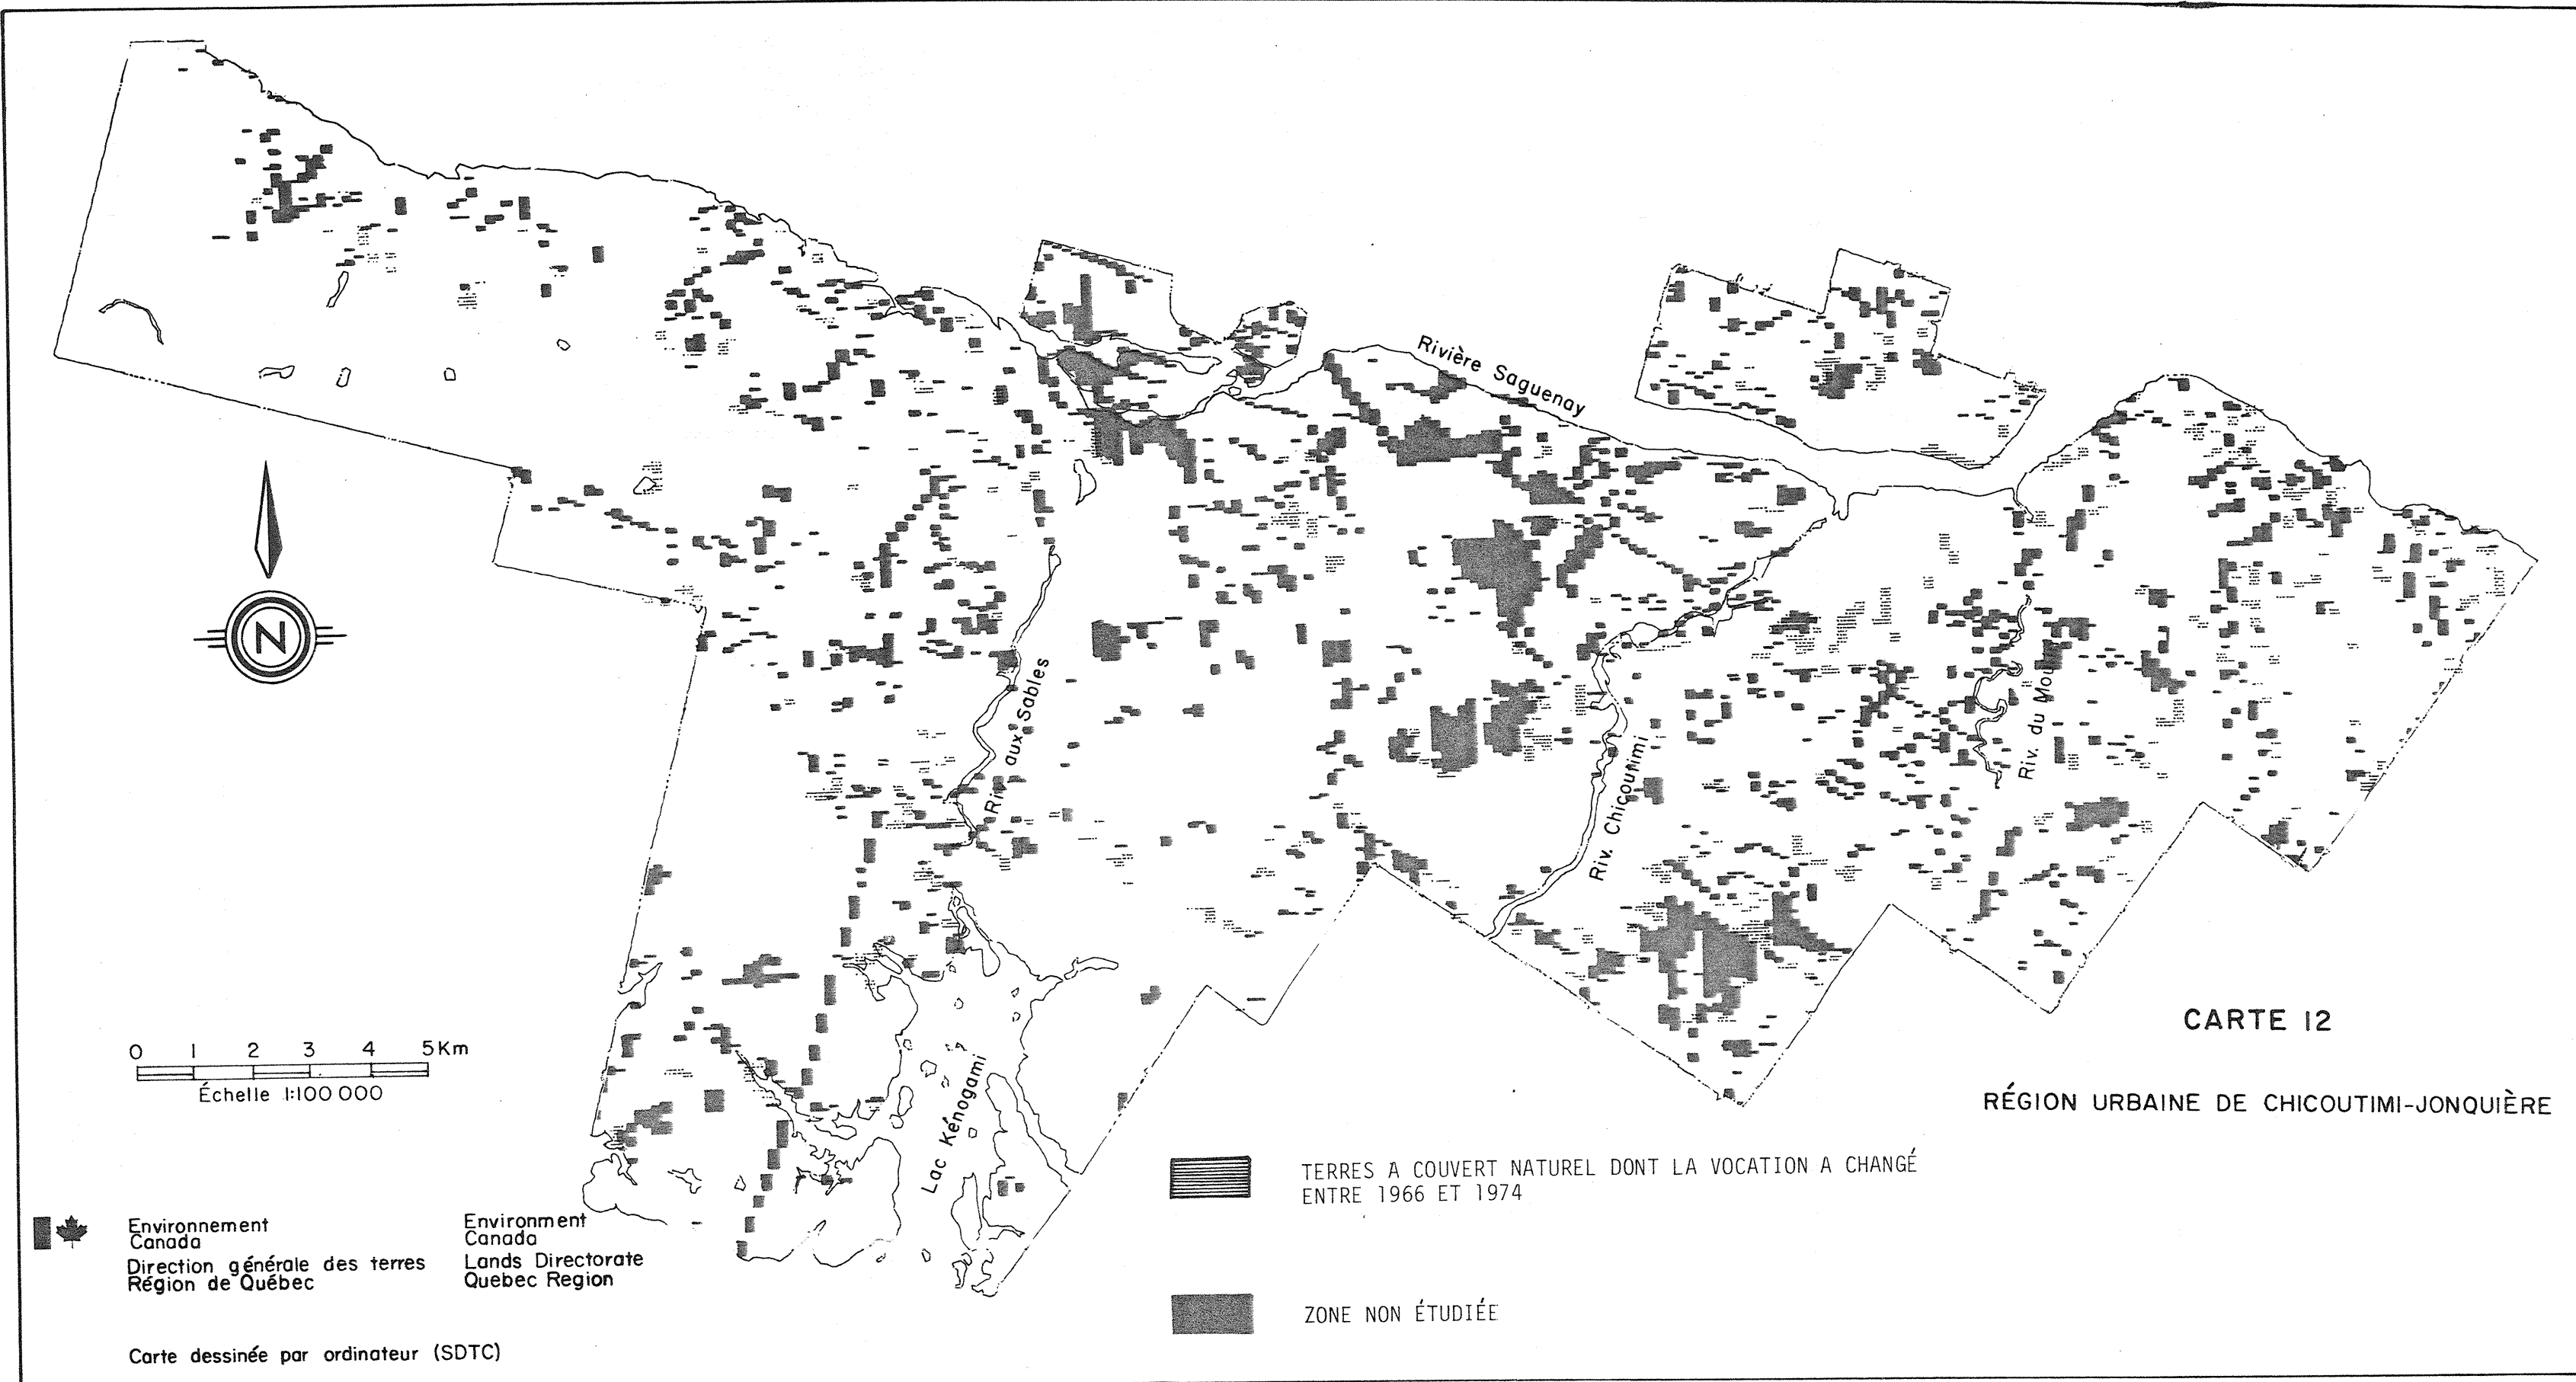 Rivière Saguenay
N
Riv. aux Sables
Riv. du Moulin
Riv. Chicoutimi
Lac Kénogami
CARTE 12
RÉGION URBAINE DE CHICOUTIMI-JONQUIÈRE
0 1 2 3 4 5 Km
Échelle 1:100 000
TERRES A COUVERT NATUREL DONT LA VOCATION A CHANGÉ
ENTRE 1966 ET 1974
ZONE NON ÉTUDIÉE
Environnement
Canada
Direction générale des terres
Région de Québec
Environment
Canada
Lands Directorate
Quebec Region
Carte dessinée par ordinateur (SDTC)